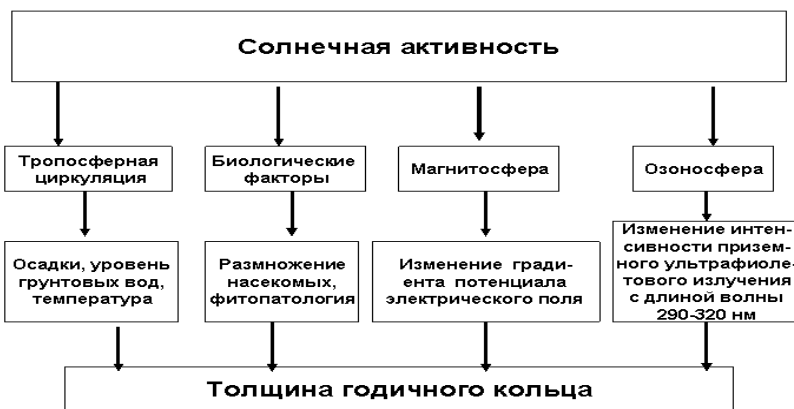 Солнечная активность
Тропосферная
циркуляция
Биологические
факторы
Магнитосфера
Озоносфера
Осадки, уровень
грунтовых вод,
температура
Размножение
насекомых,
фитопатология
Изменение гради-
ента потенциала
электрического поля
Изменение интен-
сивности призем-
ного ультрафиоле-
тового излучения
с длиной волны
290-320 нм
Толщина годичного кольца